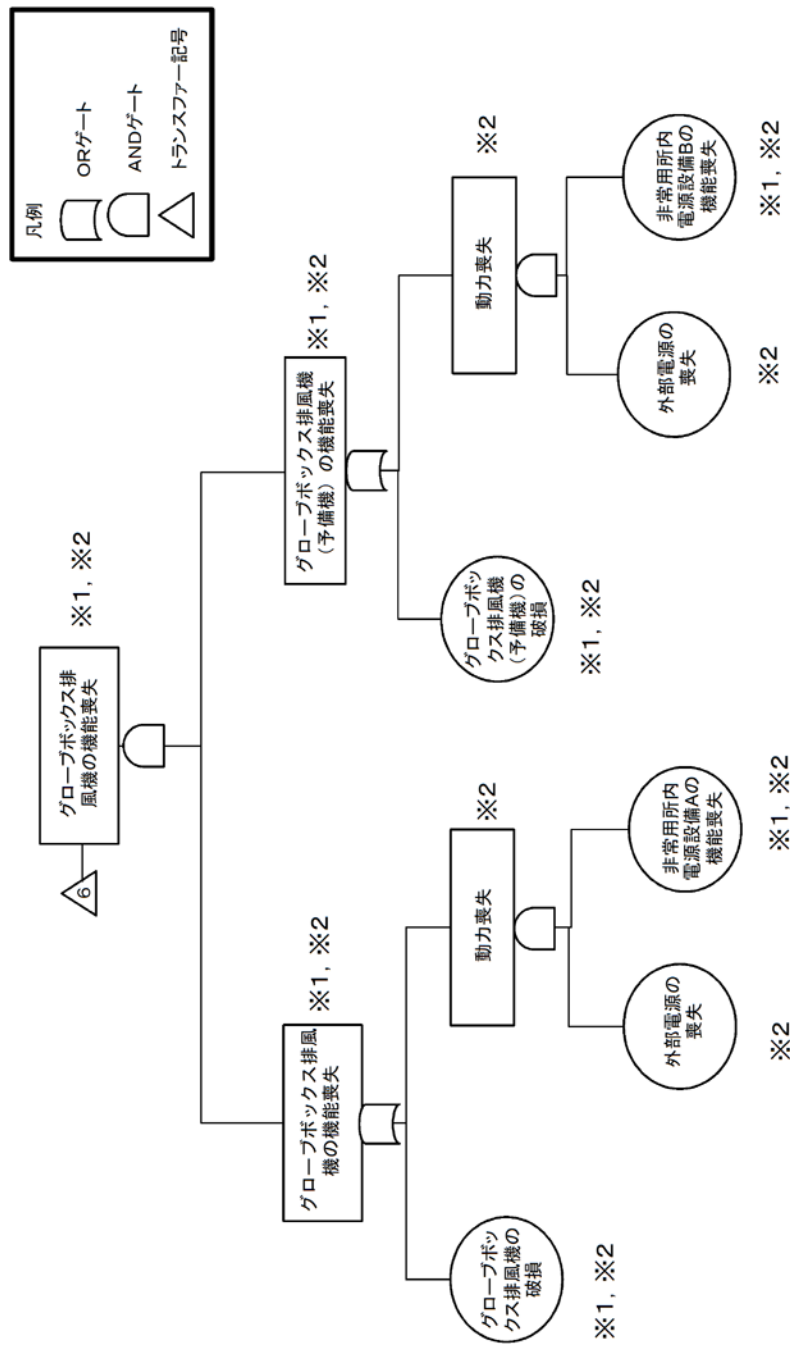 凡例
ORゲート
ANDゲート
トランスファー記号
6
グローブボックス排
風機の機能喪失
※1, ※2
グローブボックス排風
機の機能喪失
※1, ※2
グローブボックス排風機
(予備機) の機能喪失
※1, ※2
グローブボッ
クス排風機の
破損
※1, ※2
動力喪失
※2
外部電源の
喪失
※2
非常用所内
電源設備Aの
機能喪失
※1, ※2
グローブボッ
クス排風機
(予備機)の
破損
※1, ※2
動力喪失
※2
外部電源の
喪失
※2
非常用所内
電源設備Bの
機能喪失
※1, ※2